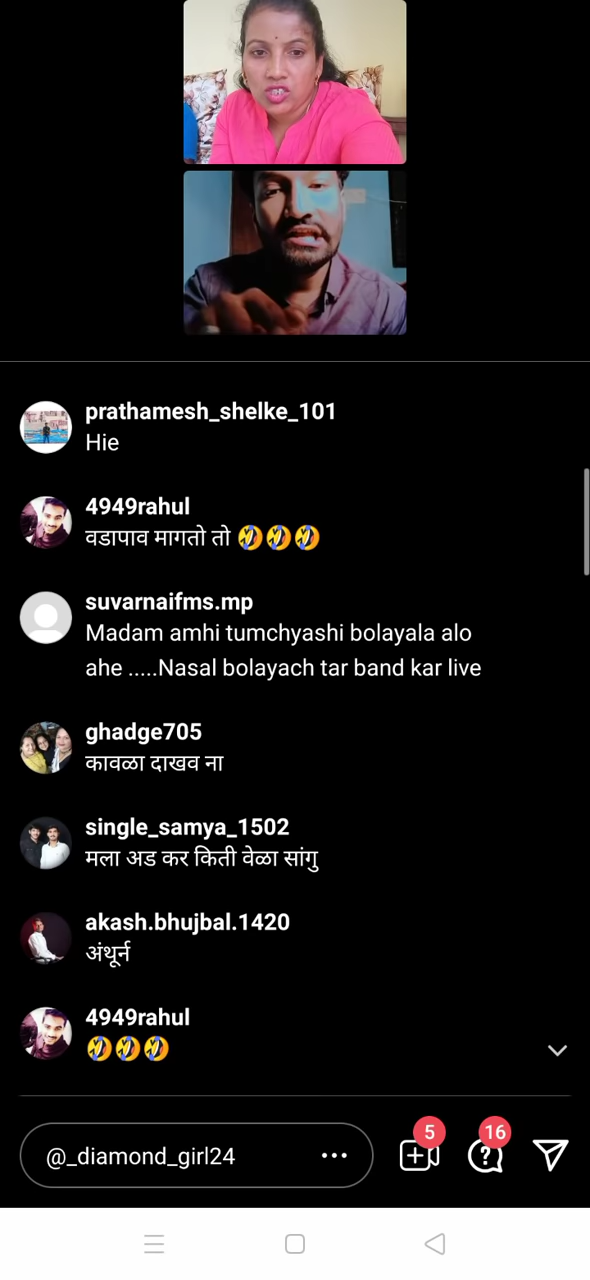 prathamesh_shelke_101
Hie
4949rahul
वडापाव मागतो तो 🤣🤣🤣
suvarnaifms.mp
Madam amhi tumchyashi bolayala alo
ahe .....Nasal bolayach tar band kar live
ghadge705
कावळा दाखव ना
single_samya_1502
मला अड कर किती वेळा सांगु
akash.bhujbal.1420
अंथूर्न
4949rahul
🤣🤣🤣
5
16
@_diamond_girl24